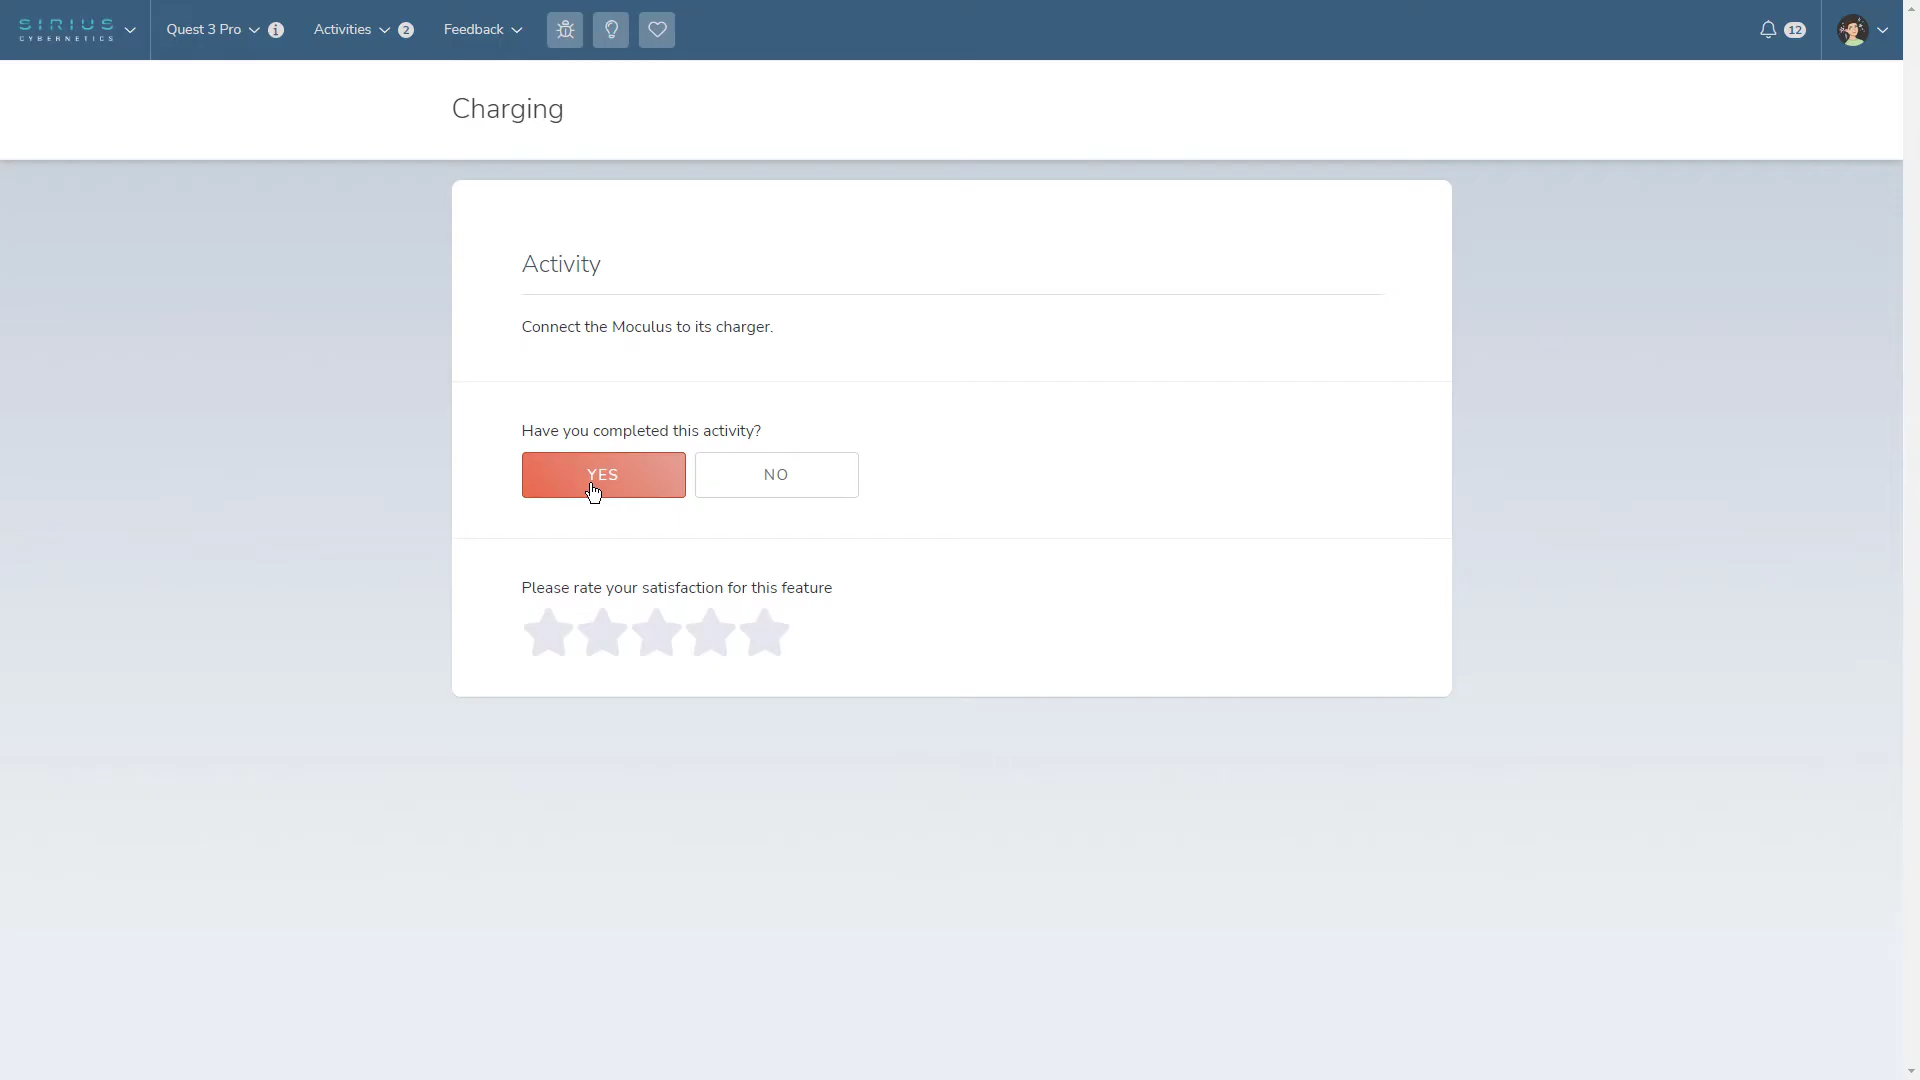 SIRIUS
CYBERNETICS
Quest 3 Pro
Activities 2
Feedback
12
Charging
Activity
Connect the Moculus to its charger.
Have you completed this activity?
YES
NO
Please rate your satisfaction for this feature